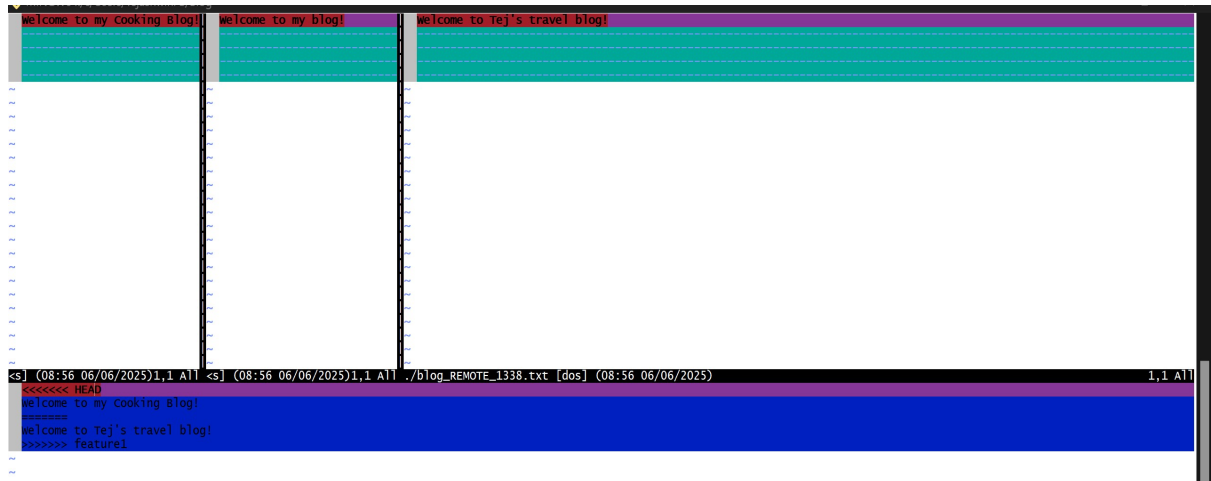 Welcome to my Cooking Blog!
Welcome to my blog!
Welcome to Tej's travel blog!
<s] (08:56 06/06/2025)1,1 All
<s] (08:56 06/06/2025)1,1 All
./blog_REMOTE_1338.txt [dos] (08:56 06/06/2025) 1,1 All
<<<<<<< HEAD
Welcome to my Cooking Blog!
=======
Welcome to Tej's travel blog!
>>>>>>> feature1